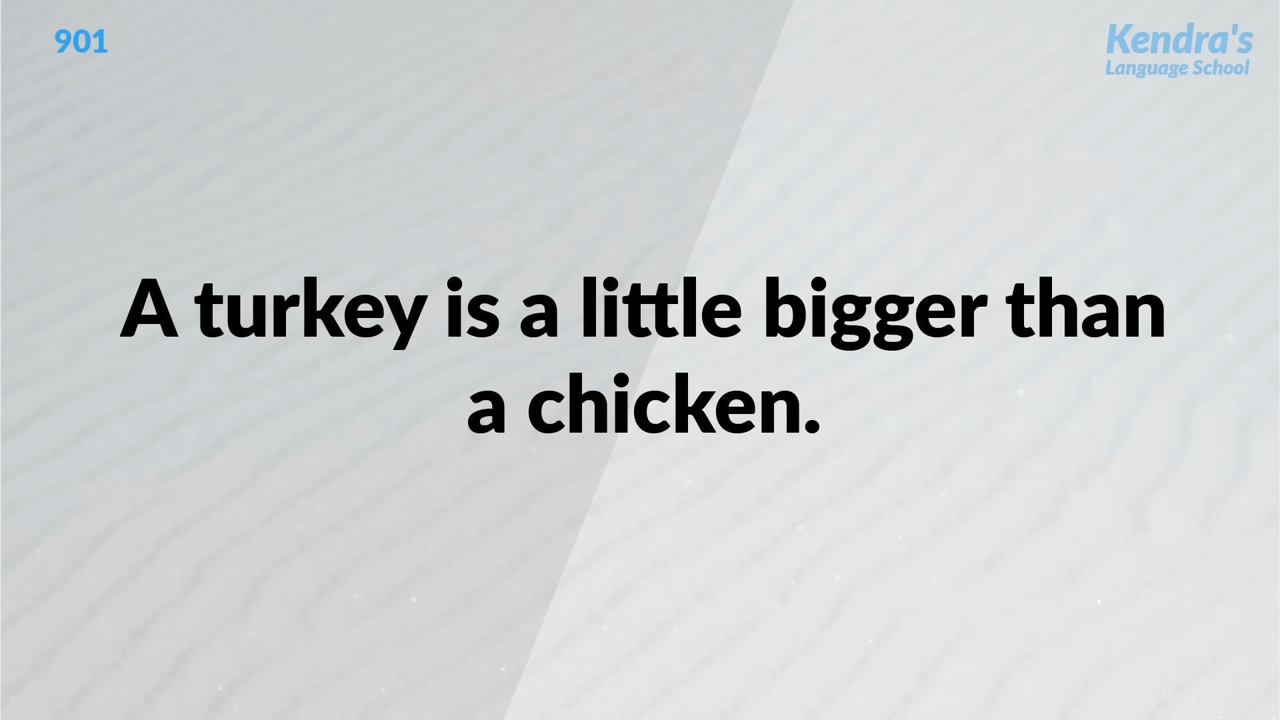 901
Kendra's
Language School
A turkey is a little bigger than
a chicken.